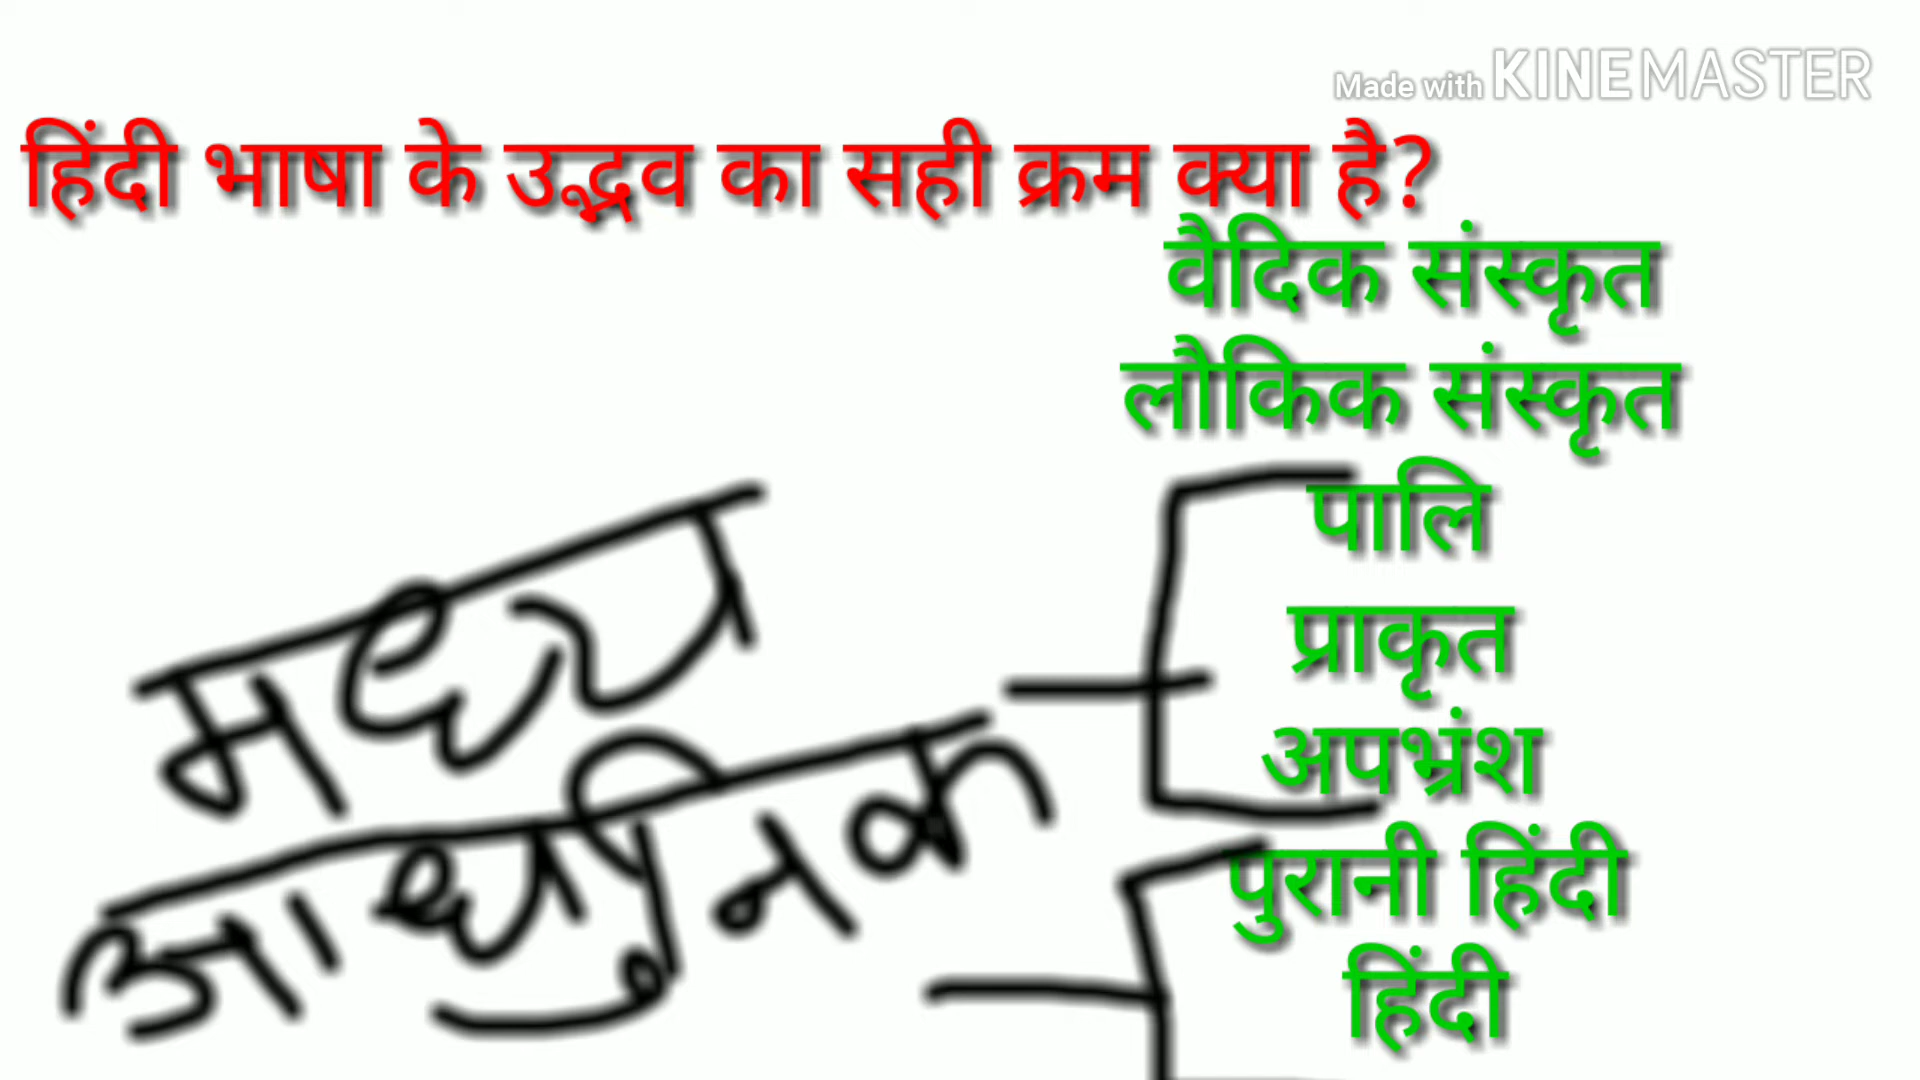 Made with KINEMASTER
हिंदी भाषा के उद्भव का सही क्रम क्या है?
वैदिक संस्कृत
लौकिक संस्कृत
पालि
प्राकृत
अपभ्रंश
पुरानी हिंदी
हिंदी
मध्य
आधुनिक